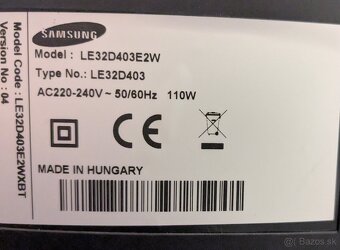 SAMSUNG
Model : LE32D403E2W
Type No.: LE32D403
AC220-240V ~ 50/60Hz 110W
CE
MADE IN HUNGARY
Model Code : LE32D403E2WXBT
Version No : 04
Bazos.sk